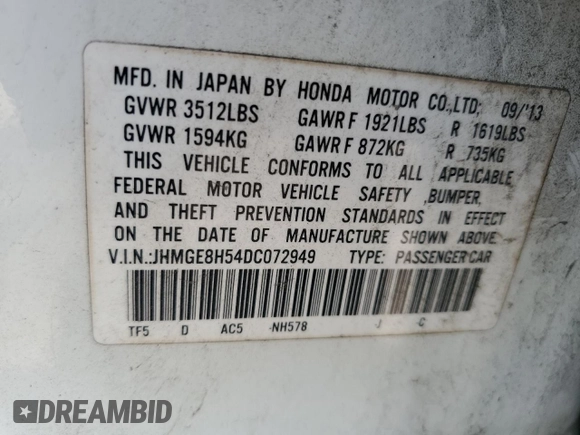 MFD. IN JAPAN BY HONDA MOTOR CO.,LTD; 09/'13
GVWR 3512LBS GAWR F 1921LBS R 1619LBS
GVWR 1594KG GAWR F 872KG R 735KG
THIS VEHICLE CONFORMS TO ALL APPLICABLE
FEDERAL MOTOR VEHICLE SAFETY ,BUMPER,
AND THEFT PREVENTION STANDARDS IN EFFECT
ON THE DATE OF MANUFACTURE SHOWN ABOVE.
V.I.N.:JHMGE8H54DC072949 TYPE: PASSENGER CAR
TF5 D AC5 NH578 J C
DREAMBID